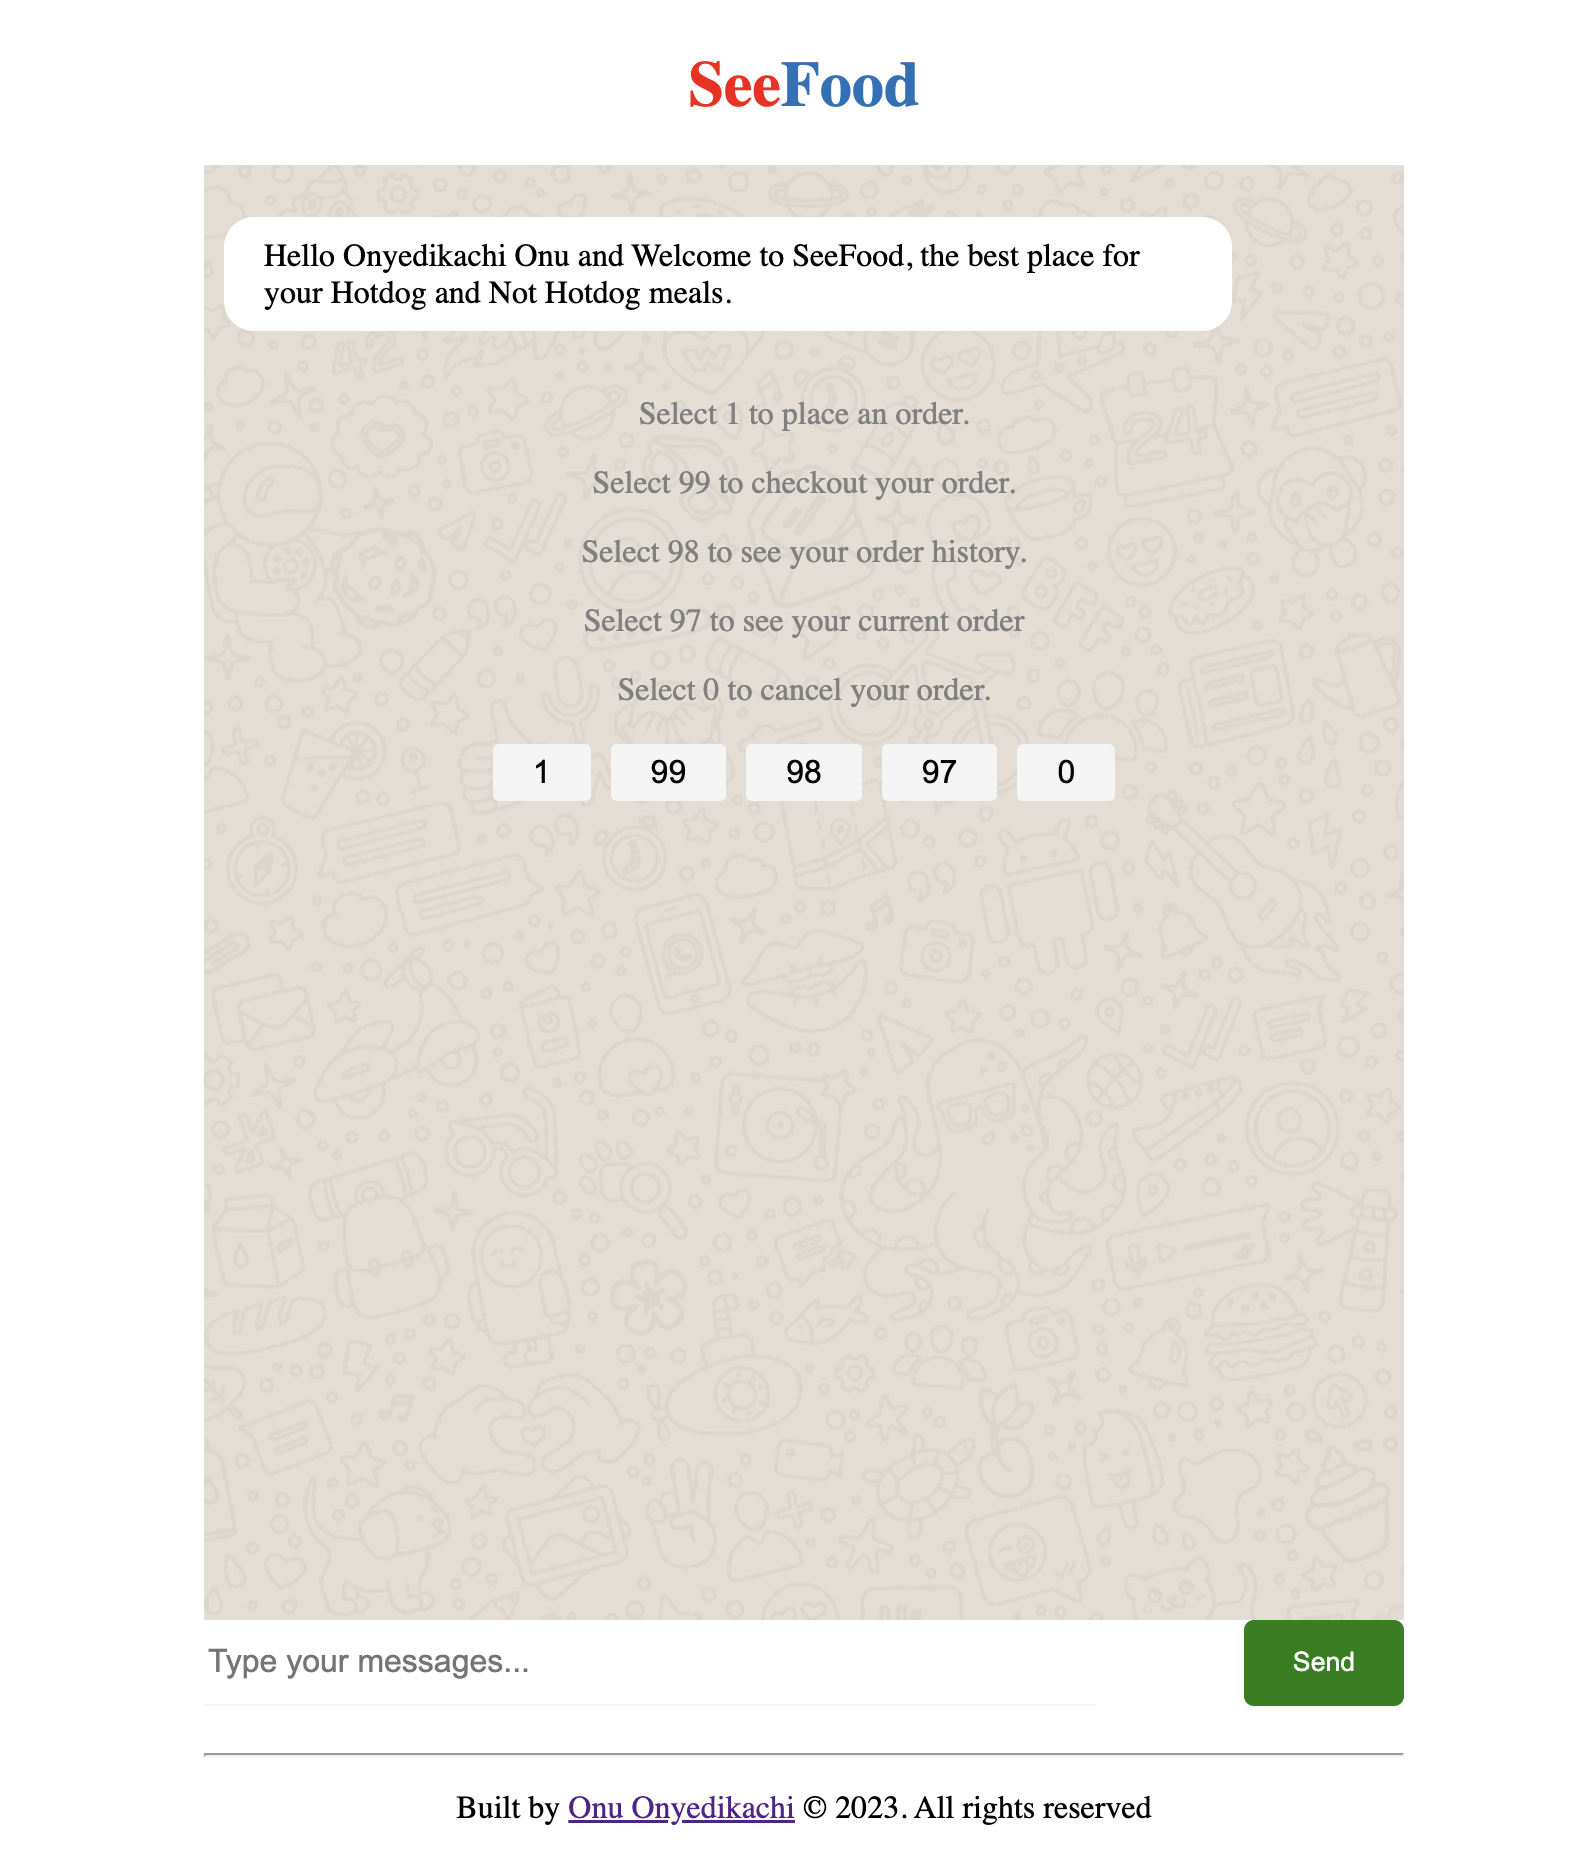 SeeFood
Hello Onyedikachi Onu and Welcome to SeeFood, the best place for
your Hotdog and Not Hotdog meals.
Select 1 to place an order.
Select 99 to checkout your order.
Select 98 to see your order history.
Select 97 to see your current order
Select 0 to cancel your order.
1 99 98 97 0
Type your messages...
Send
Built by Onu Onyedikachi © 2023. All rights reserved